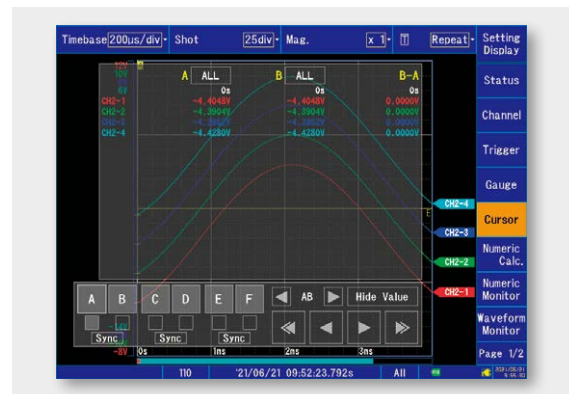 Timebase 200µs/div Shot 25div Mag. x 1 Repeat
Setting Display
Status
Channel
Trigger
Gauge
Cursor
Numeric Calc.
Numeric Monitor
Waveform Monitor
Page 1/2
12V
10V
6V
A ALL B ALL B-A
0s 0s 0s
CH2-1 -4.4048V -4.4048V 0.0000V
CH2-2 -4.3904V -4.3904V 0.0000V
CH2-4 -4.4280V -4.4280V 0.0000V
CH2-4
E
CH2-3
CH2-2
CH2-1
A B C D E F AB Hide Value
Sync Sync Sync
-14V
-8V 0s 1ms 2ms 3ms
110 '21/06/21 09:52:23.792s All